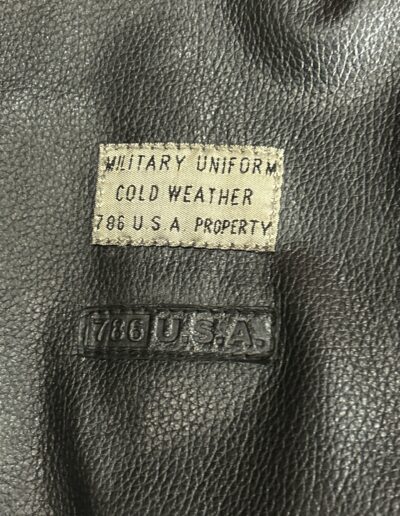 MILITARY UNIFORM
COLD WEATHER
786 U S A PROPERTY
786 U.S.A.